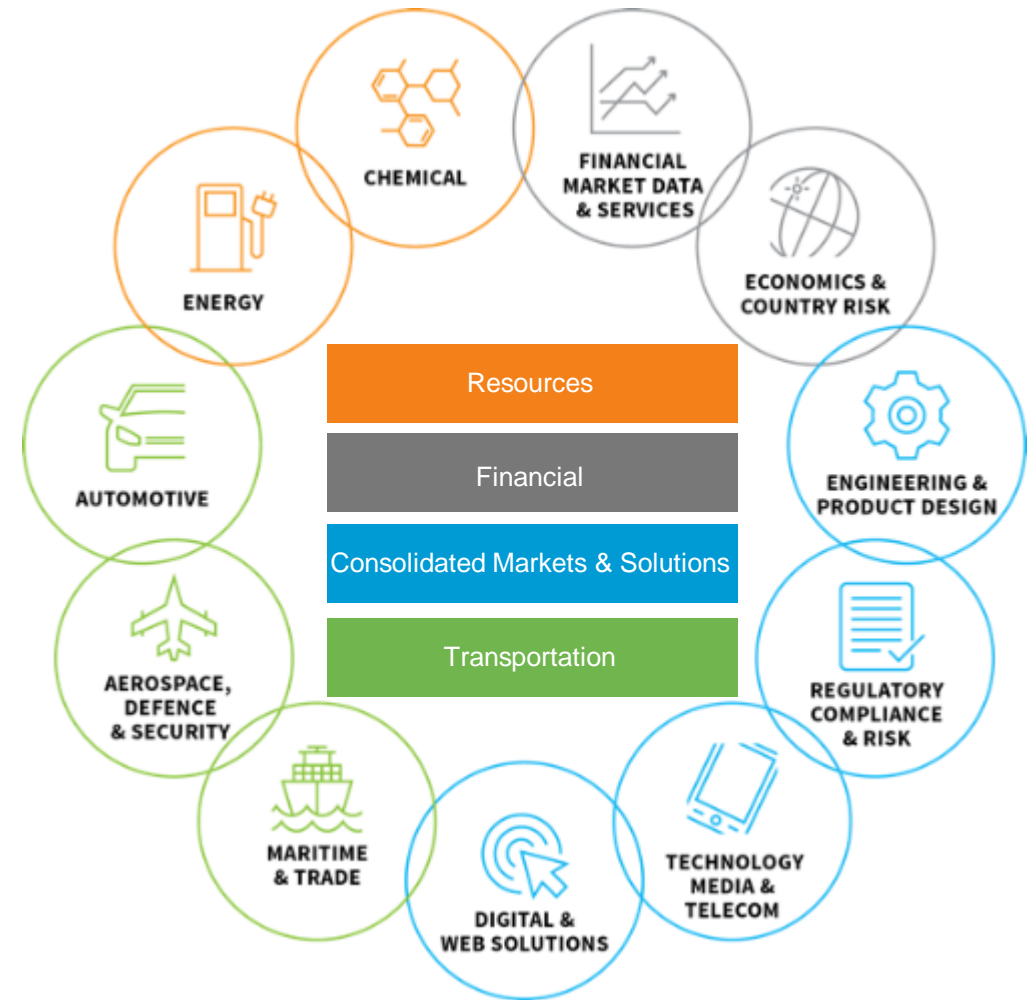 CHEMICAL
FINANCIAL
MARKET DATA
& SERVICES
ECONOMICS &
COUNTRY RISK
ENGINEERING &
PRODUCT DESIGN
REGULATORY
COMPLIANCE
& RISK
TECHNOLOGY
MEDIA &
TELECOM
DIGITAL &
WEB SOLUTIONS
MARITIME
& TRADE
AEROSPACE,
DEFENCE
& SECURITY
AUTOMOTIVE
ENERGY
Resources
Financial
Consolidated Markets & Solutions
Transportation